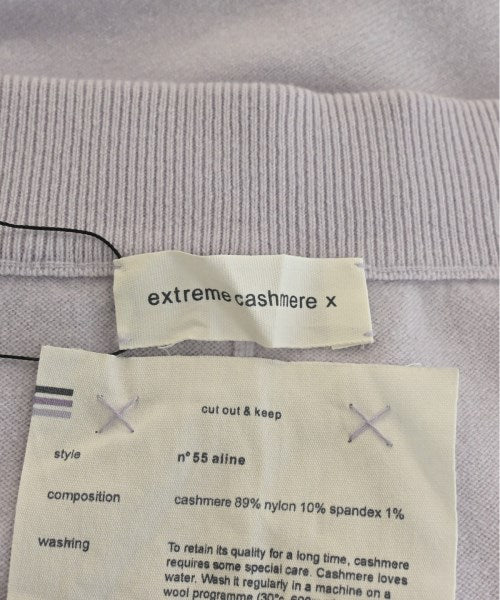 extreme cashmere x
cut out & keep
style n° 55 aline
composition cashmere 89% nylon 10% spandex 1%
washing To retain its quality for a long time, cashmere
requires some special care. Cashmere loves
water. Wash it regularly in a machine on a
wool programme (30°c, 600